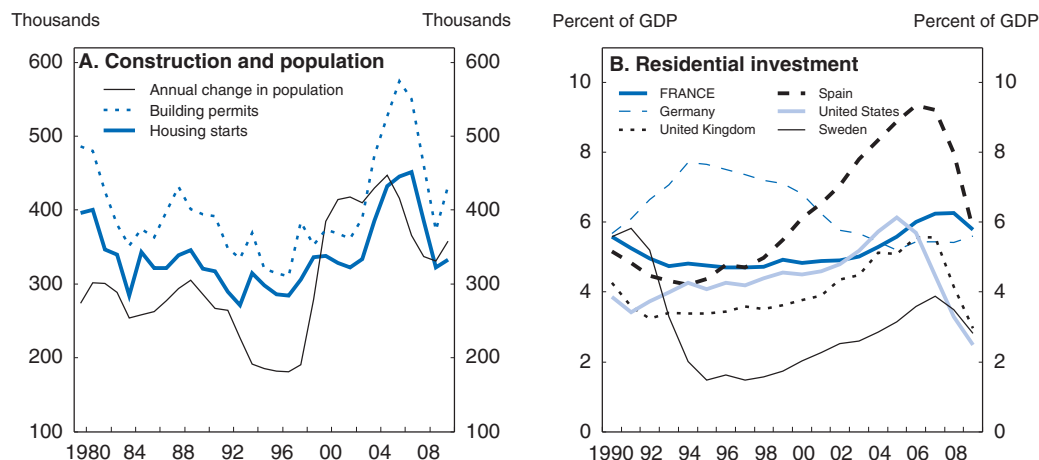 Thousands
Thousands
A. Construction and population
Annual change in population
Building permits
Housing starts
600
500
400
300
200
100
600
500
400
300
200
100
1980 84 88 92 96 00 04 08
Percent of GDP
Percent of GDP
B. Residential investment
FRANCE
Germany
United Kingdom
Spain
United States
Sweden
10
8
6
4
2
0
10
8
6
4
2
0
1990 92 94 96 98 00 02 04 06 08